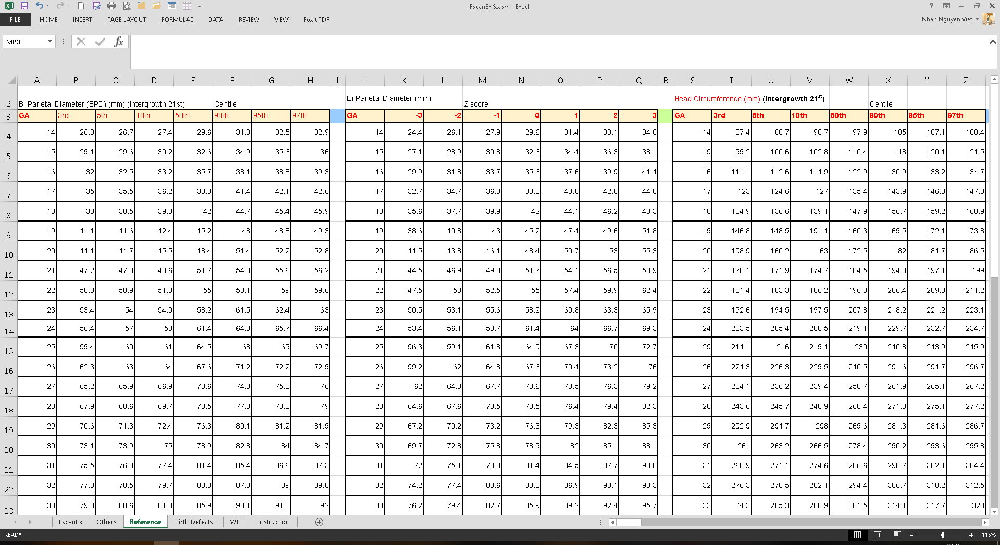 FscanEx S.xlsm - Excel
FILE HOME INSERT PAGE LAYOUT FORMULAS DATA REVIEW VIEW Foxit PDF Nhan Nguyen Viet
MB38 fx
A B C D E F G H I J K L M N O P Q R S T U V W X Y Z
2 Bi-Parietal Diameter (BPD) (mm) (intergrowth 21st) Centile Bi-Parietal Diameter (mm) Z score Head Circumference (mm) (intergrowth 21st) Centile
3 GA 3rd 5th 10th 50th 90th 95th 97th GA -3 -2 -1 0 1 2 3 GA 3rd 5th 10th 50th 90th 95th 97th
4 14 26.3 26.7 27.4 29.6 31.8 32.5 32.9 14 24.4 26.1 27.9 29.6 31.4 33.1 34.8 14 87.4 88.7 90.7 97.9 105 107.1 108.4
5 15 29.1 29.6 30.2 32.6 34.9 35.6 36 15 27.1 28.9 30.8 32.6 34.4 36.3 38.1 15 99.2 100.6 102.8 110.4 118 120.1 121.5
6 16 32 32.5 33.2 35.7 38.1 38.8 39.3 16 29.9 31.8 33.7 35.6 37.6 39.5 41.4 16 111.1 112.6 114.9 122.9 130.9 133.2 134.7
7 17 35 35.5 36.2 38.8 41.4 42.1 42.6 17 32.7 34.7 36.8 38.8 40.8 42.8 44.8 17 123 124.6 127 135.4 143.9 146.3 147.8
8 18 38 38.5 39.3 42 44.7 45.4 45.9 18 35.6 37.7 39.9 42 44.1 46.2 48.3 18 134.9 136.6 139.1 147.9 156.7 159.2 160.9
9 19 41.1 41.6 42.4 45.2 48 48.8 49.3 19 38.6 40.8 43 45.2 47.4 49.6 51.8 19 146.8 148.5 151.1 160.3 169.5 172.1 173.8
10 20 44.1 44.7 45.5 48.4 51.4 52.2 52.8 20 41.5 43.8 46.1 48.4 50.7 53 55.3 20 158.5 160.2 163 172.5 182 184.7 186.5
11 21 47.2 47.8 48.6 51.7 54.8 55.6 56.2 21 44.5 46.9 49.3 51.7 54.1 56.5 58.9 21 170.1 171.9 174.7 184.5 194.3 197.1 199
12 22 50.3 50.9 51.8 55 58.1 59 59.6 22 47.5 50 52.5 55 57.4 59.9 62.4 22 181.4 183.3 186.2 196.3 206.4 209.3 211.2
13 23 53.4 54 54.9 58.2 61.5 62.4 63 23 50.5 53.1 55.6 58.2 60.8 63.3 65.9 23 192.6 194.5 197.5 207.8 218.2 221.2 223.1
14 24 56.4 57 58 61.4 64.8 65.7 66.4 24 53.4 56.1 58.7 61.4 64 66.7 69.3 24 203.5 205.4 208.5 219.1 229.7 232.7 234.7
15 25 59.4 60 61 64.5 68 69 69.7 25 56.3 59.1 61.8 64.5 67.3 70 72.7 25 214.1 216 219.1 230 240.8 243.9 245.9
16 26 62.3 63 64 67.6 71.2 72.2 72.9 26 59.2 62 64.8 67.6 70.4 73.2 76 26 224.3 226.3 229.5 240.5 251.6 254.7 256.7
17 27 65.2 65.9 66.9 70.6 74.3 75.3 76 27 62 64.8 67.7 70.6 73.5 76.3 79.2 27 234.1 236.2 239.4 250.7 261.9 265.1 267.2
18 28 67.9 68.6 69.7 73.5 77.3 78.3 79 28 64.6 67.6 70.5 73.5 76.4 79.4 82.3 28 243.6 245.7 248.9 260.4 271.8 275.1 277.2
19 29 70.6 71.3 72.4 76.3 80.1 81.2 81.9 29 67.2 70.2 73.2 76.3 79.3 82.3 85.3 29 252.5 254.7 258 269.6 281.3 284.6 286.7
20 30 73.1 73.9 75 78.9 82.8 84 84.7 30 69.7 72.8 75.8 78.9 82 85.1 88.1 30 261 263.2 266.5 278.4 290.2 293.6 295.8
21 31 75.5 76.3 77.4 81.4 85.4 86.6 87.3 31 72 75.1 78.3 81.4 84.5 87.7 90.8 31 268.9 271.1 274.6 286.6 298.7 302.1 304.4
22 32 77.8 78.5 79.7 83.8 87.8 89 89.8 32 74.2 77.4 80.6 83.8 86.9 90.1 93.3 32 276.3 278.5 282.1 294.4 306.7 310.2 312.5
23 33 79.8 80.6 81.8 85.9 90.1 91.3 92 33 76.2 79.4 82.7 85.9 89.2 92.4 95.7 33 283 285.3 288.9 301.5 314.1 317.7 320
FscanEx Others Reference Birth Defects WEB Instruction
READY 115%